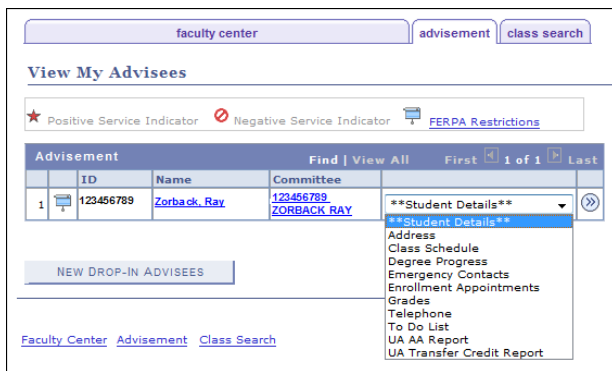 faculty center advisement class search
View My Advisees
Positive Service Indicator Negative Service Indicator FERPA Restrictions
Advisement Find | View All First 1 of 1 Last
ID Name Committee
1 123456789 Zorback, Ray 123456789 ZORBACK RAY **Student Details**
**Student Details**
Address
Class Schedule
Degree Progress
Emergency Contacts
Enrollment Appointments
Grades
Telephone
To Do List
UA AA Report
UA Transfer Credit Report
NEW DROP-IN ADVISEES
Faculty Center Advisement Class Search